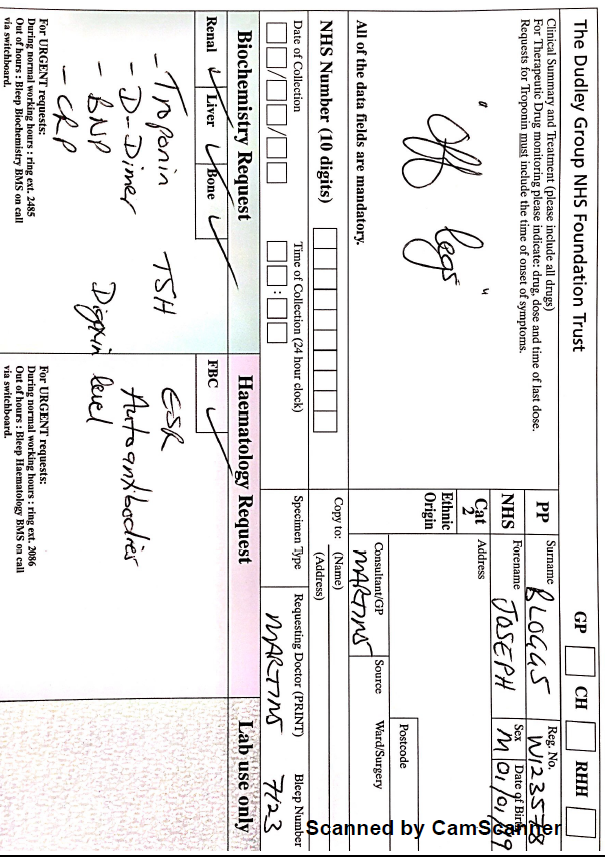 The Dudley Group NHS Foundation Trust
GP
CH
RHH
Clinical Summary and Treatment (please include all drugs)
For Therapeutic Drug monitoring please indicate: drug, dose and time of last dose.
Requests for Troponin must include the time of onset of symptoms.
" Off legs "
All of the data fields are mandatory.
PP
NHS
Cat 2
Ethnic Origin
Surname
BLOGGS
Reg. No.
W123578
Forename
JOSEPH
Sex
M
Date of Birth
Address
Postcode
Consultant/GP
MARTINS
Source
Ward/Surgery
NHS Number (10 digits)
Copy to: (Name)
(Address)
Date of Collection
Time of Collection (24 hour clock)
Specimen Type
Requesting Doctor (PRINT)
MARTINS
Bleep Number
7123
Biochemistry Request
Haematology Request
Lab use only
Renal ✓
Liver ✓
Bone ✓
FBC ✓
- Troponin TSH
- D-Dimer
- BNP Digoxin level
- CRP
ESR
Autoantibodies
For URGENT requests:
During normal working hours : ring ext. 2485
Out of hours : Bleep Biochemistry BMS on call
via switchboard.
For URGENT requests:
During normal working hours : ring ext. 2086
Out of hours : Bleep Haematology BMS on call
via switchboard.
Scanned by CamScanner